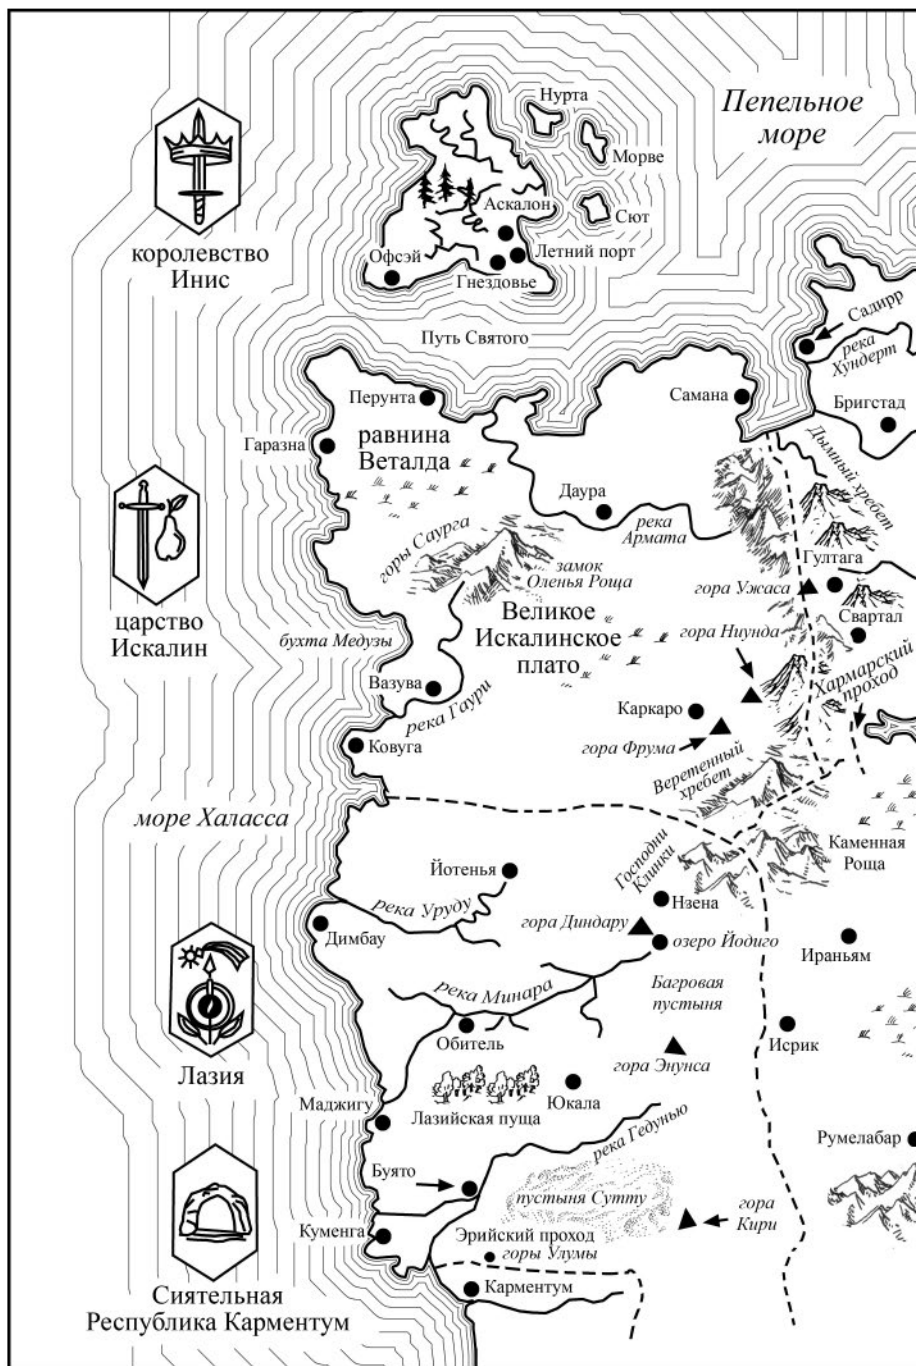 Пепельное
море
Нурта
Морве
Сют
Аскалон
Летний порт
Офсэй
Гнездовье
королевство
Инис
Путь Святого
Садирр
река
Хундерт
Бригстад
Перунта
Самана
равнина
Веталда
Гаразна
Дымный хребет
Даура
река
Армата
горы Саурга
замок
Оленья Роща
Гултага
гора Ужаса
Свартал
Великое
Искалинское
плато
гора Ниунда
царство
Искалин
бухта Медузы
Хармарский
проход
Вазува
река Гаури
Каркаро
Ковуга
гора Фрума
Веретенный
хребет
море Халасса
Каменная
Роща
Господни
Клинки
Йотенья
Нзена
река Уруду
гора Диндару
Димбау
озеро Йодиго
Ираньям
река Минара
Багровая
пустыня
Обитель
Исрик
гора Энунса
Лазия
Маджигу
Лазийская пуща
Юкала
река Гедунью
Румелабар
Буято
пустыня Сутту
гора
Кири
Куменга
Эрийский проход
горы Улумы
Карментум
Сиятельная
Республика Карментум